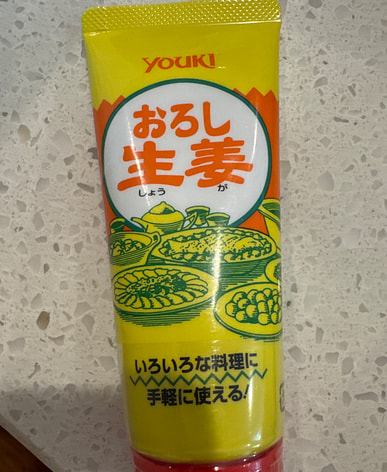 YOUKI
おろし
生姜
しょう が
いろいろな料理に
手軽に使える!